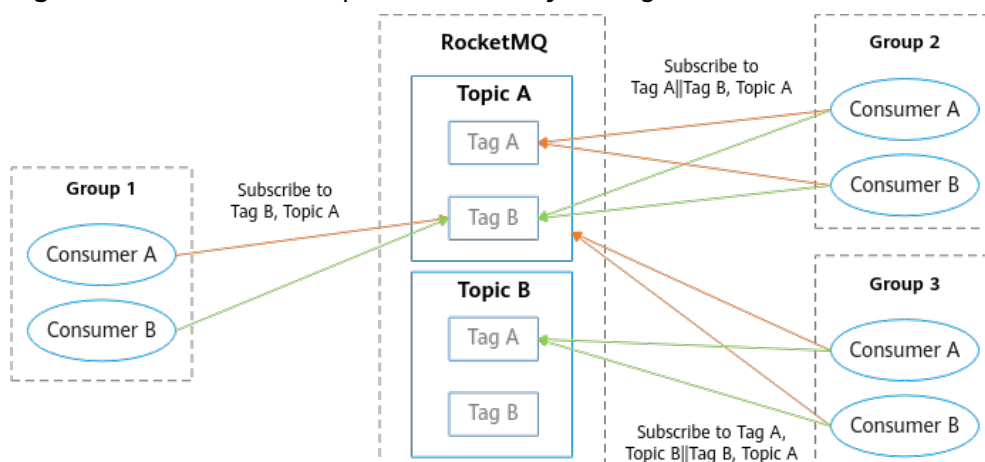 RocketMQ
Group 2
Subscribe to
Tag A||Tag B, Topic A
Topic A
Consumer A
Tag A
Group 1
Subscribe to
Tag B, Topic A
Consumer B
Tag B
Consumer A
Topic B
Group 3
Consumer B
Tag A
Consumer A
Tag B
Subscribe to Tag A,
Topic B||Tag B, Topic A
Consumer B